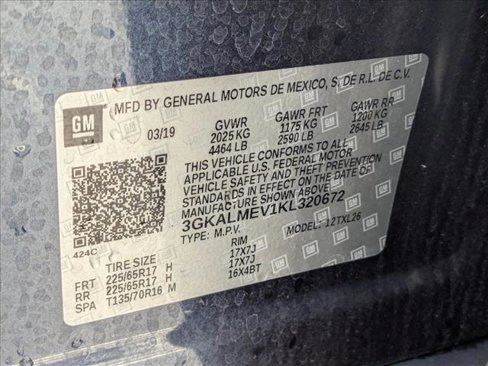 GM
MFD BY GENERAL MOTORS DE MEXICO, S. DE R.L. DE C.V.
03/19 GVWR GAWR FRT GAWR RR
2025 KG 1175 KG 1200 KG
4464 LB 2590 LB 2645 LB
THIS VEHICLE CONFORMS TO ALL
APPLICABLE U.S. FEDERAL MOTOR
VEHICLE SAFETY AND THEFT PREVENTION
STANDARDS IN EFFECT ON THE DATE OF
MANUFACTURE SHOWN ABOVE
3GKALMEV1KL320672
TYPE: M.P.V. MODEL: 1ZTXL26
424C
TIRE SIZE RIM
FRT 225/65R17 H 17X7J
RR 225/65R17 H 17X7J
SPA T135/70R16 M 16X4BT